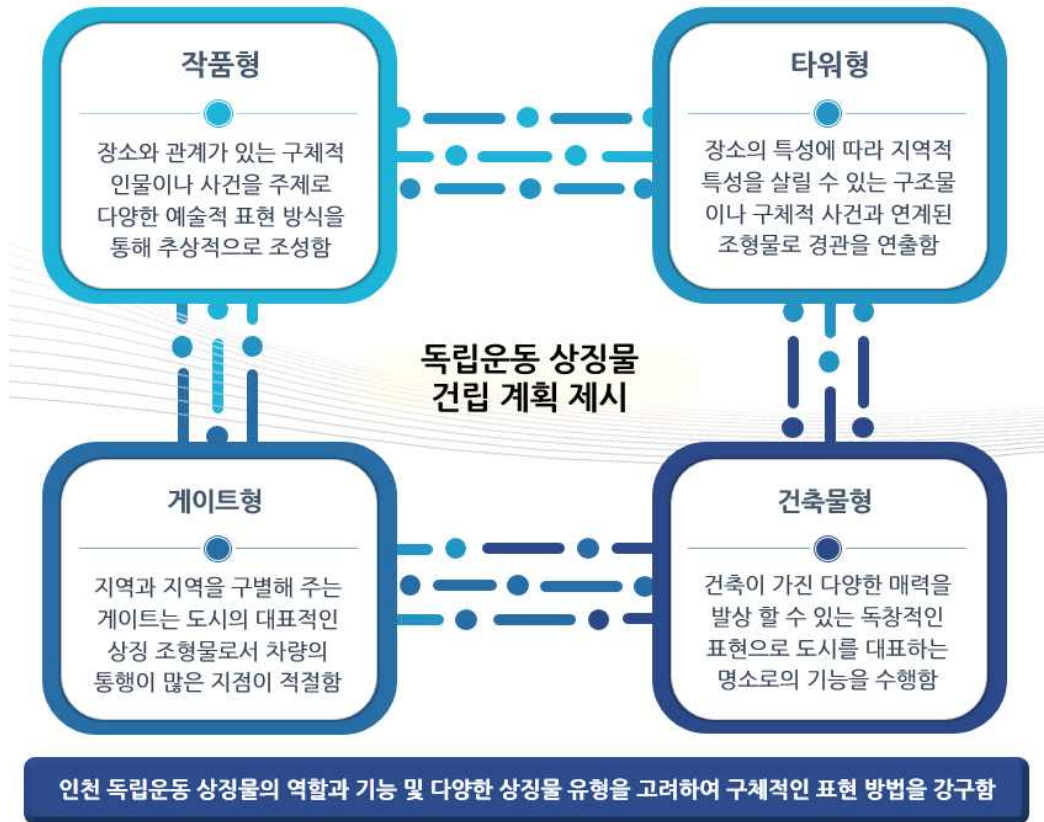 작품형
장소와 관계가 있는 구체적
인물이나 사건을 주제로
다양한 예술적 표현 방식을
통해 추상적으로 조성함
타워형
장소의 특성에 따라 지역적
특성을 살릴 수 있는 구조물
이나 구체적 사건과 연계된
조형물로 경관을 연출함
독립운동 상징물
건립 계획 제시
게이트형
지역과 지역을 구별해 주는
게이트는 도시의 대표적인
상징 조형물로서 차량의
통행이 많은 지점이 적절함
건축물형
건축이 가진 다양한 매력을
발상 할 수 있는 독창적인
표현으로 도시를 대표하는
명소로의 기능을 수행함
인천 독립운동 상징물의 역할과 기능 및 다양한 상징물 유형을 고려하여 구체적인 표현 방법을 강구함